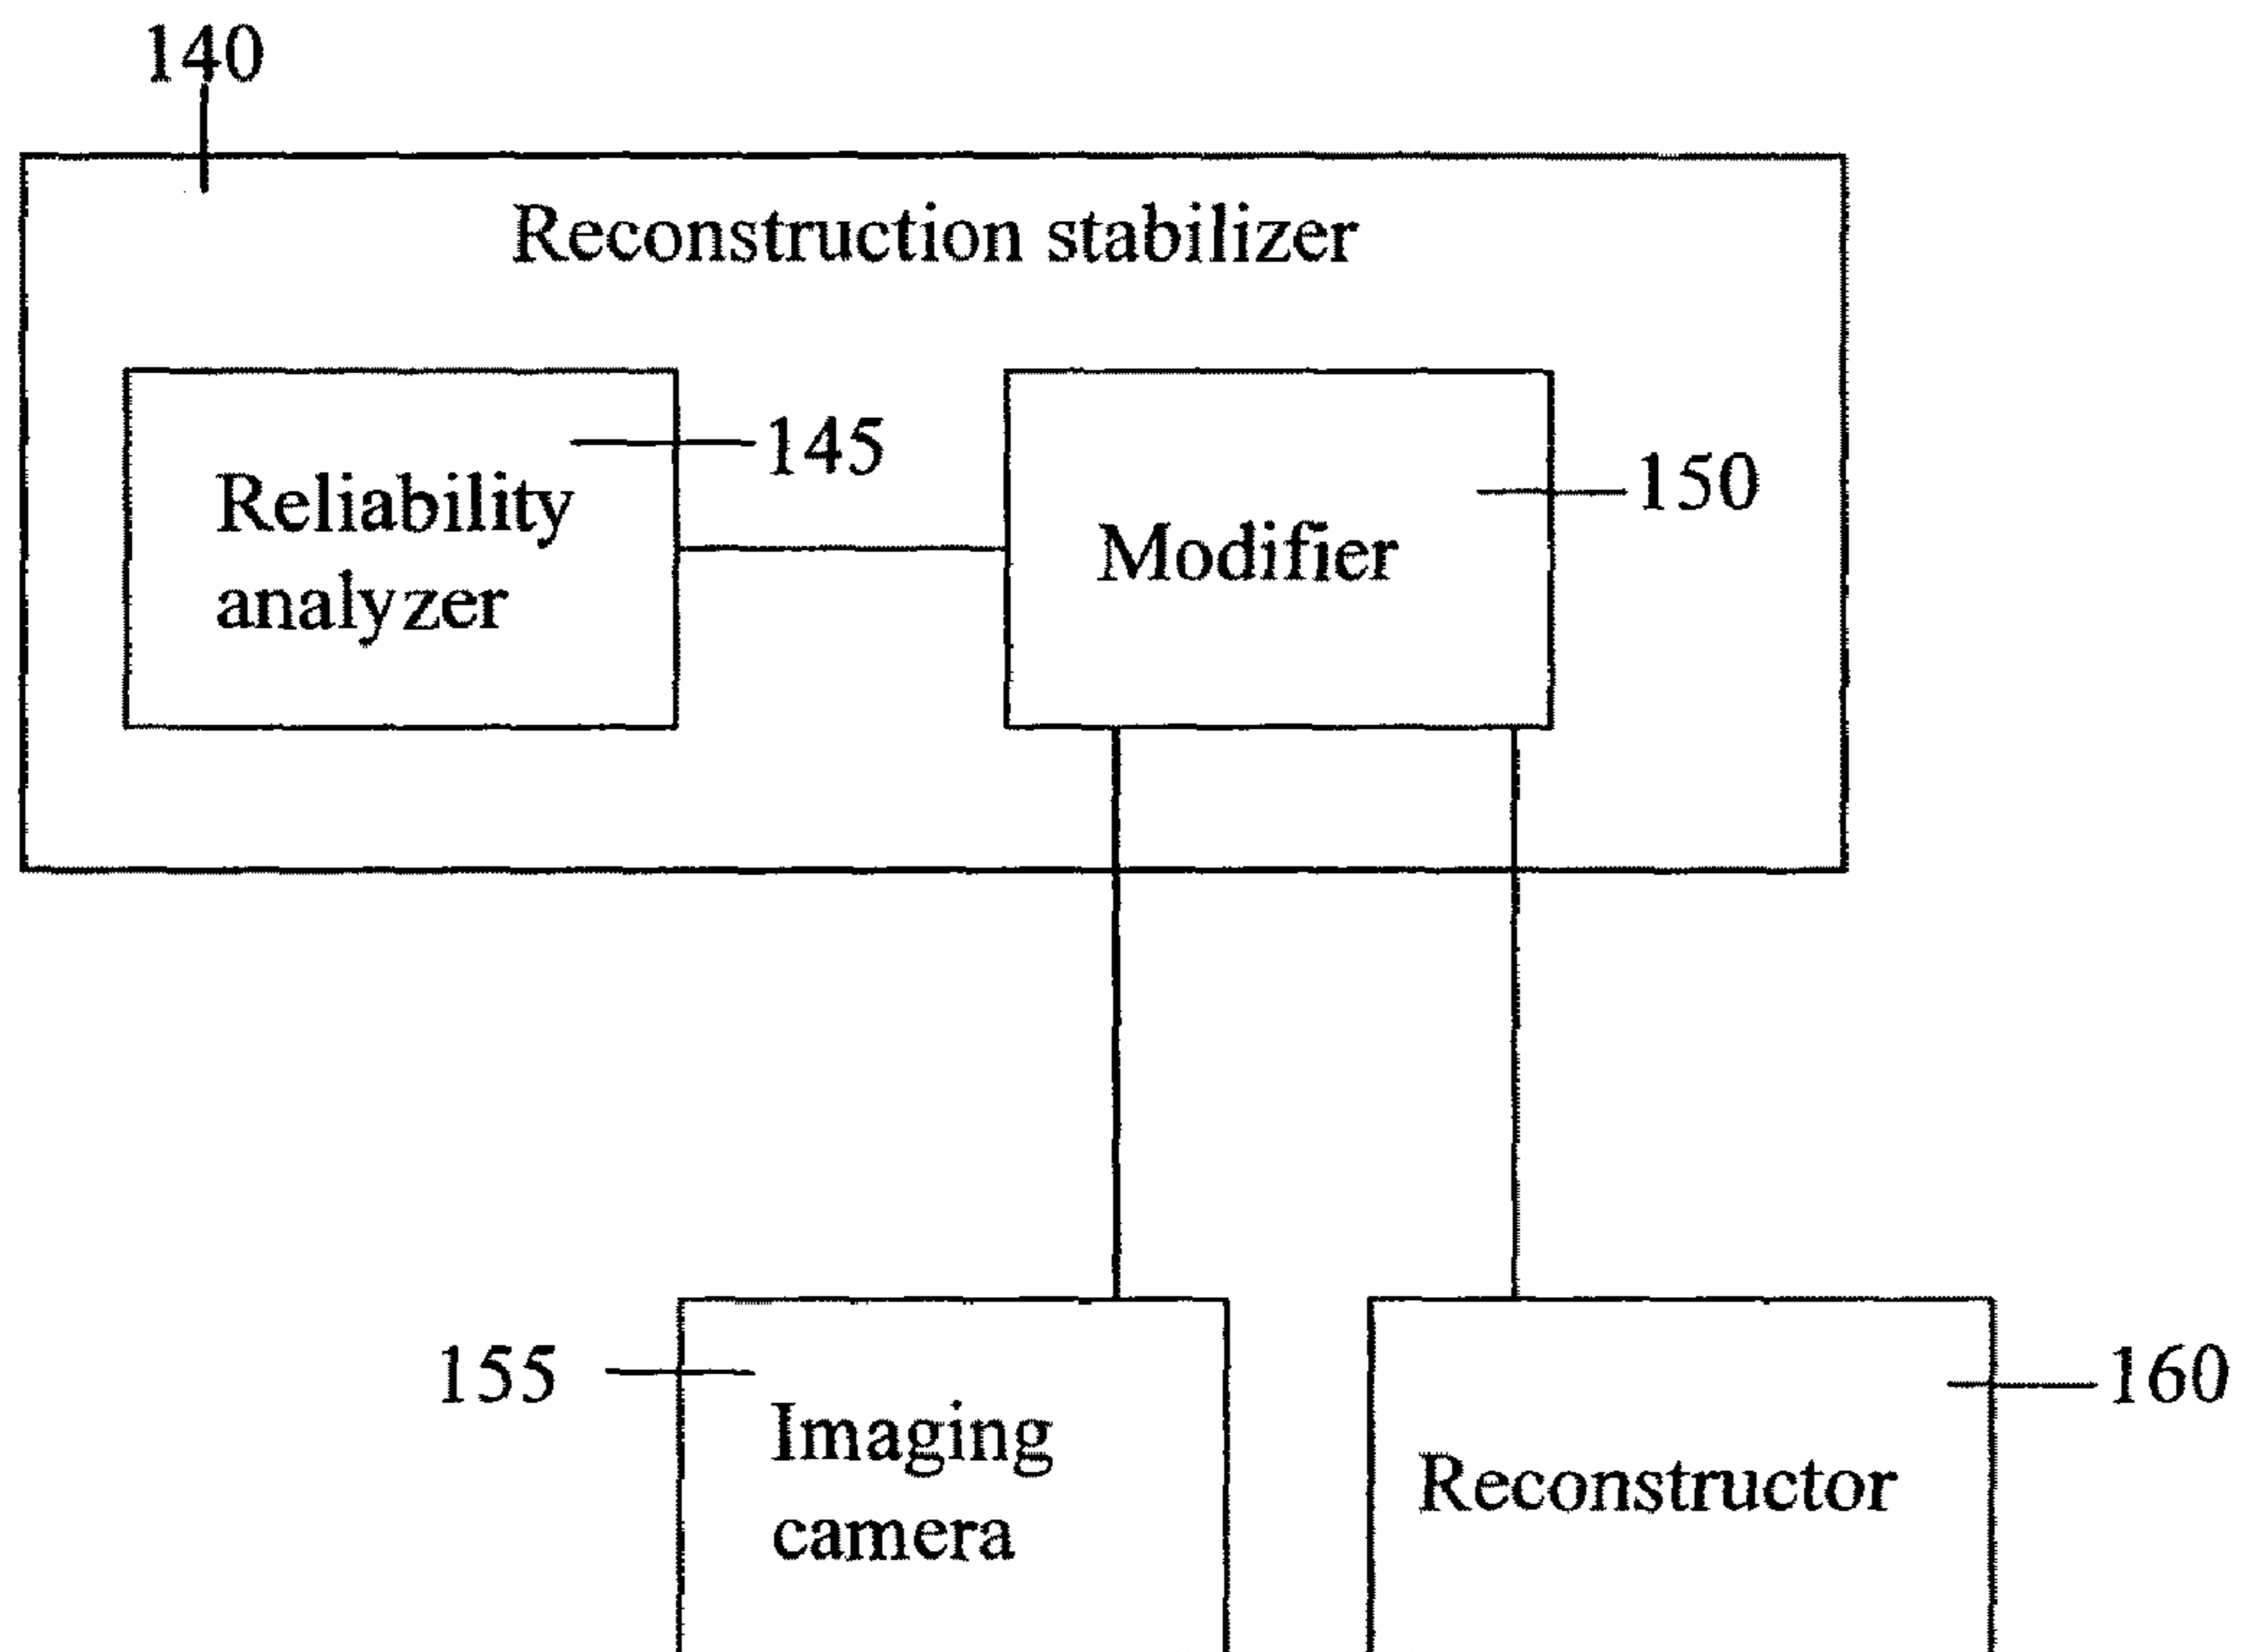 140
Reconstruction stabilizer
145
Reliability
analyzer
150
Modifier
155
Imaging
camera
160
Reconstructor